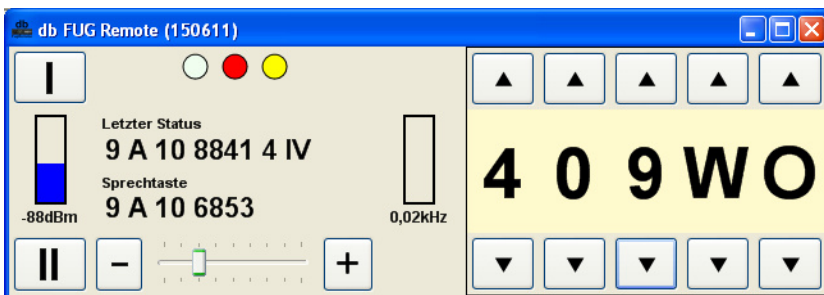 db FUG Remote (150611)
I
Letzter Status
9 A 10 8841 4 IV
Sprechtaste
9 A 10 6853
-88dBm
0,02kHz
II
-
+
4 0 9 W O